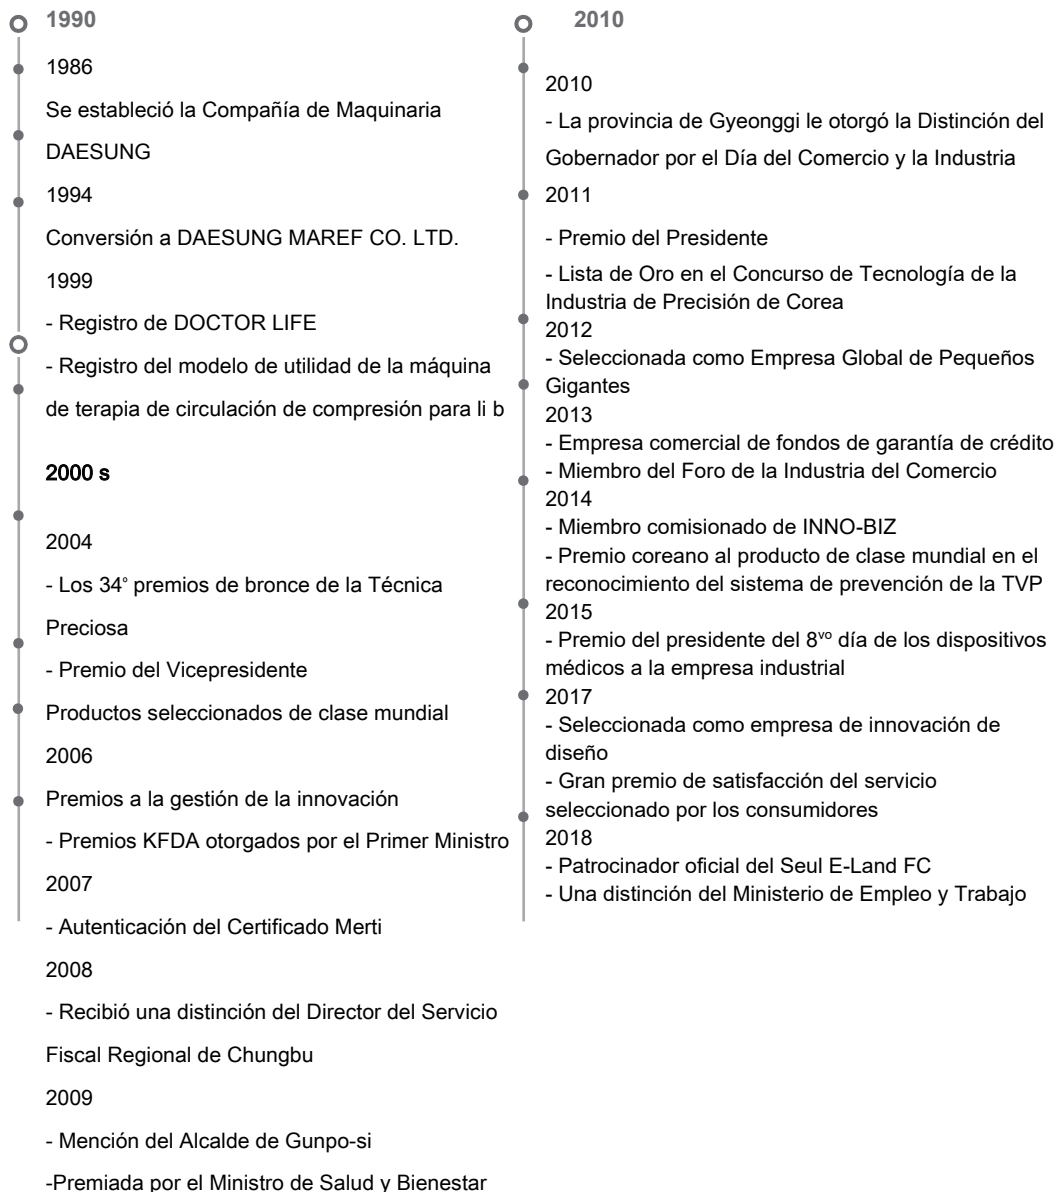 1990
1986
Se estableció la Compañía de Maquinaria
DAESUNG
1994
Conversión a DAESUNG MAREF CO. LTD.
1999
- Registro de DOCTOR LIFE
- Registro del modelo de utilidad de la máquina
de terapia de circulación de compresión para li b
2000 s
2004
- Los 34° premios de bronce de la Técnica
Preciosa
- Premio del Vicepresidente
Productos seleccionados de clase mundial
2006
Premios a la gestión de la innovación
- Premios KFDA otorgados por el Primer Ministro
2007
- Autenticación del Certificado Merti
2008
- Recibió una distinción del Director del Servicio
Fiscal Regional de Chungbu
2009
- Mención del Alcalde de Gunpo-si
-Premiada por el Ministro de Salud y Bienestar
2010
2010
- La provincia de Gyeonggi le otorgó la Distinción del
Gobernador por el Día del Comercio y la Industria
2011
- Premio del Presidente
- Lista de Oro en el Concurso de Tecnología de la
Industria de Precisión de Corea
2012
- Seleccionada como Empresa Global de Pequeños
Gigantes
2013
- Empresa comercial de fondos de garantía de crédito
- Miembro del Foro de la Industria del Comercio
2014
- Miembro comisionado de INNO-BIZ
- Premio coreano al producto de clase mundial en el
reconocimiento del sistema de prevención de la TVP
2015
- Premio del presidente del 8vo día de los dispositivos
médicos a la empresa industrial
2017
- Seleccionada como empresa de innovación de
diseño
- Gran premio de satisfacción del servicio
seleccionado por los consumidores
2018
- Patrocinador oficial del Seul E-Land FC
- Una distinción del Ministerio de Empleo y Trabajo